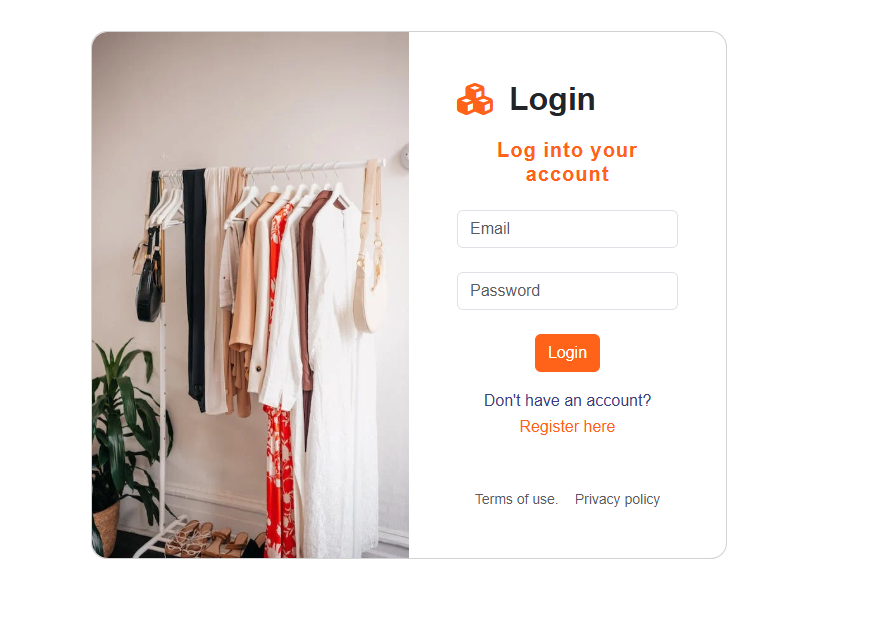 Login
Log into your
account
Email
Password
Login
Don't have an account?
Register here
Terms of use. Privacy policy